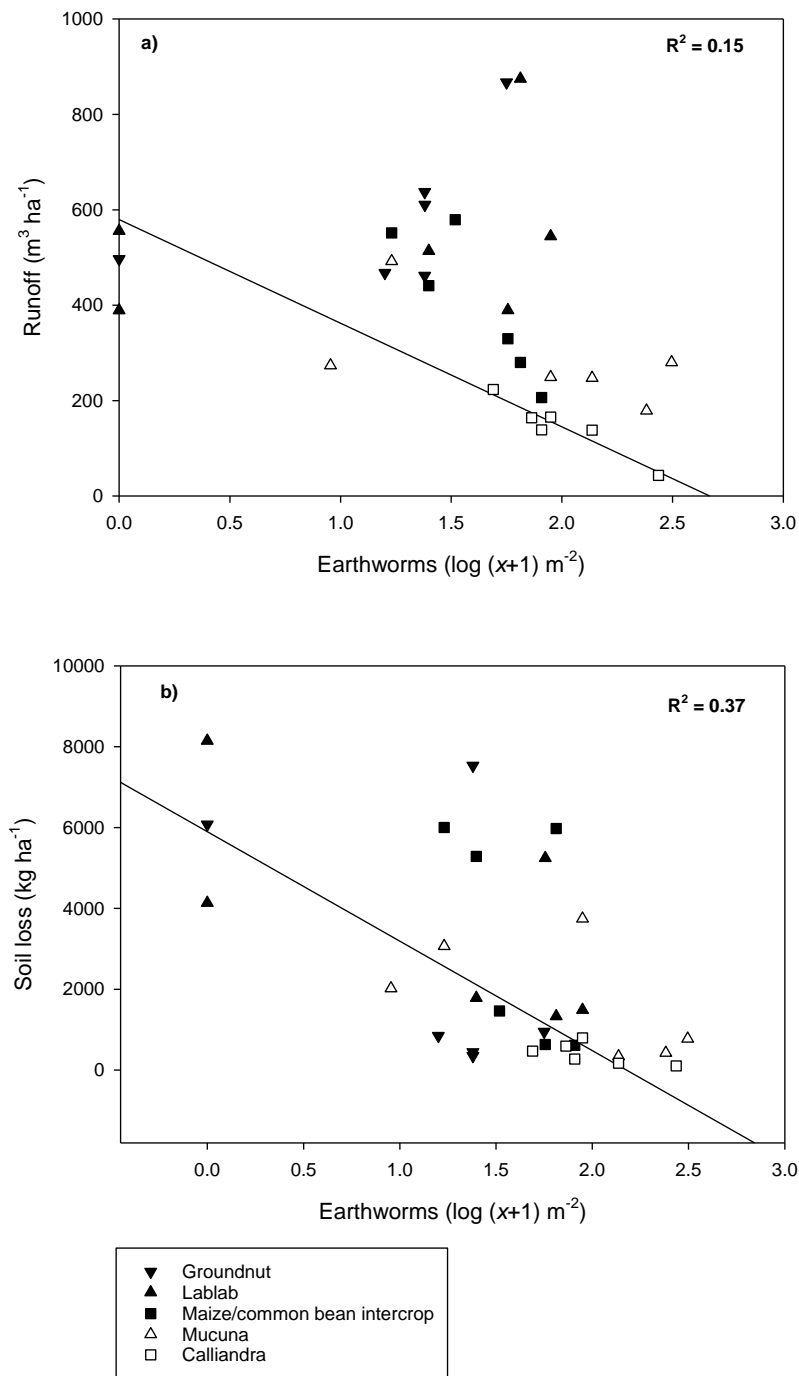 a)
R² = 0.15
1000
800
600
400
200
0
Runoff (m³ ha⁻¹)
0.0 0.5 1.0 1.5 2.0 2.5 3.0
Earthworms (log (x+1) m⁻²)
b)
R² = 0.37
10000
8000
6000
4000
2000
0
Soil loss (kg ha⁻¹)
0.0 0.5 1.0 1.5 2.0 2.5 3.0
Earthworms (log (x+1) m⁻²)
Groundnut
Lablab
Maize/common bean intercrop
Mucuna
Calliandra